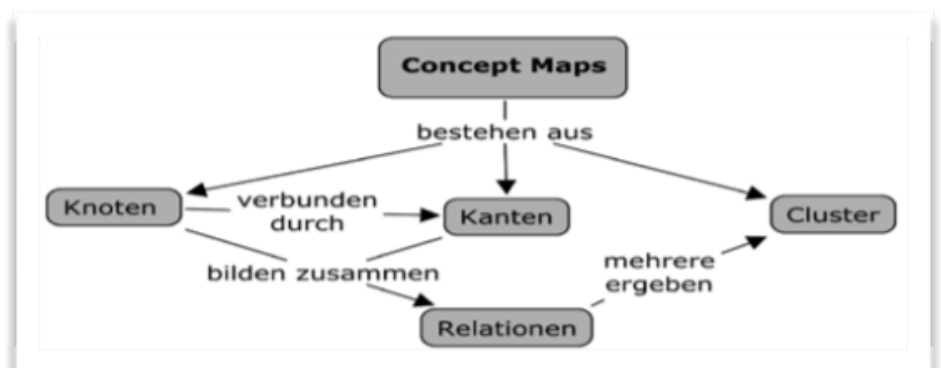 Concept Maps
bestehen aus
Knoten
verbunden
durch
Kanten
Cluster
bilden zusammen
mehrere
ergeben
Relationen